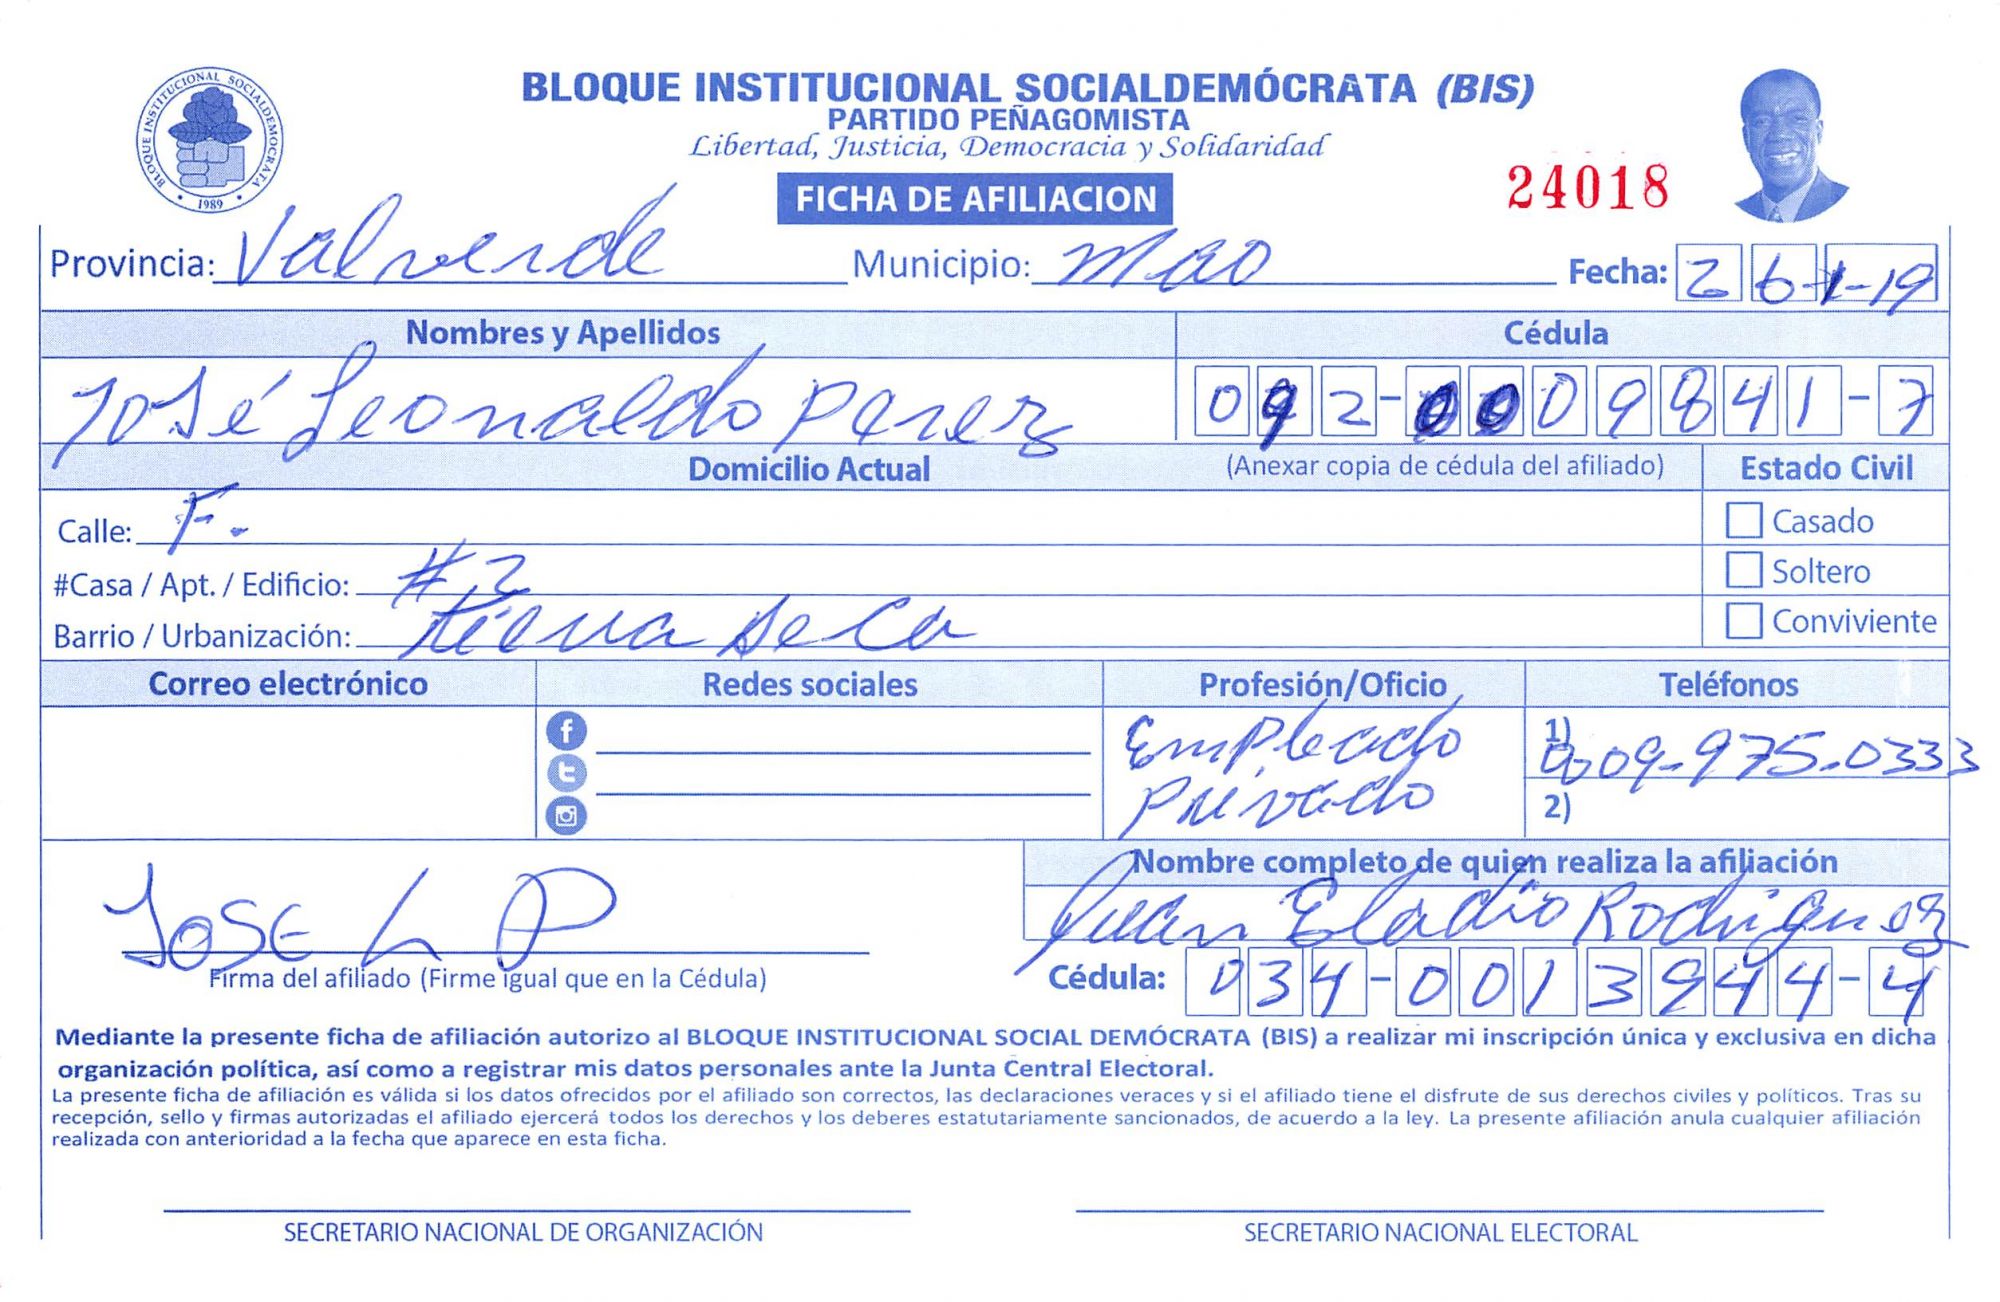 BLOQUE INSTITUCIONAL SOCIALDEMOCRATA
1989
BLOQUE INSTITUCIONAL SOCIALDEMÓCRATA (BIS)
PARTIDO PEÑAGOMISTA
Libertad, Justicia, Democracia y Solidaridad
FICHA DE AFILIACION
24018
Provincia: Valverde Municipio: Mao Fecha: 26-1-19
Nombres y Apellidos Cédula
José Leonaldo Perez 092-0009841-7
Domicilio Actual (Anexar copia de cédula del afiliado) Estado Civil
Calle: F. Casado
#Casa / Apt. / Edificio: #2 Soltero
Barrio / Urbanización: tierra seca Conviviente
Correo electrónico Redes sociales Profesión/Oficio Teléfonos
Empleado Privado 1) 809-975-0333
2)
Nombre completo de quien realiza la afiliación
JOSE L P Juan Eladio Rodriguez
Firma del afiliado (Firme igual que en la Cédula) Cédula: 034-0013944-4
Mediante la presente ficha de afiliación autorizo al BLOQUE INSTITUCIONAL SOCIAL DEMÓCRATA (BIS) a realizar mi inscripción única y exclusiva en dicha
organización política, así como a registrar mis datos personales ante la Junta Central Electoral.
La presente ficha de afiliación es válida si los datos ofrecidos por el afiliado son correctos, las declaraciones veraces y si el afiliado tiene el disfrute de sus derechos civiles y políticos. Tras su
recepción, sello y firmas autorizadas el afiliado ejercerá todos los derechos y los deberes estatutariamente sancionados, de acuerdo a la ley. La presente afiliación anula cualquier afiliación
realizada con anterioridad a la fecha que aparece en esta ficha.
SECRETARIO NACIONAL DE ORGANIZACIÓN SECRETARIO NACIONAL ELECTORAL